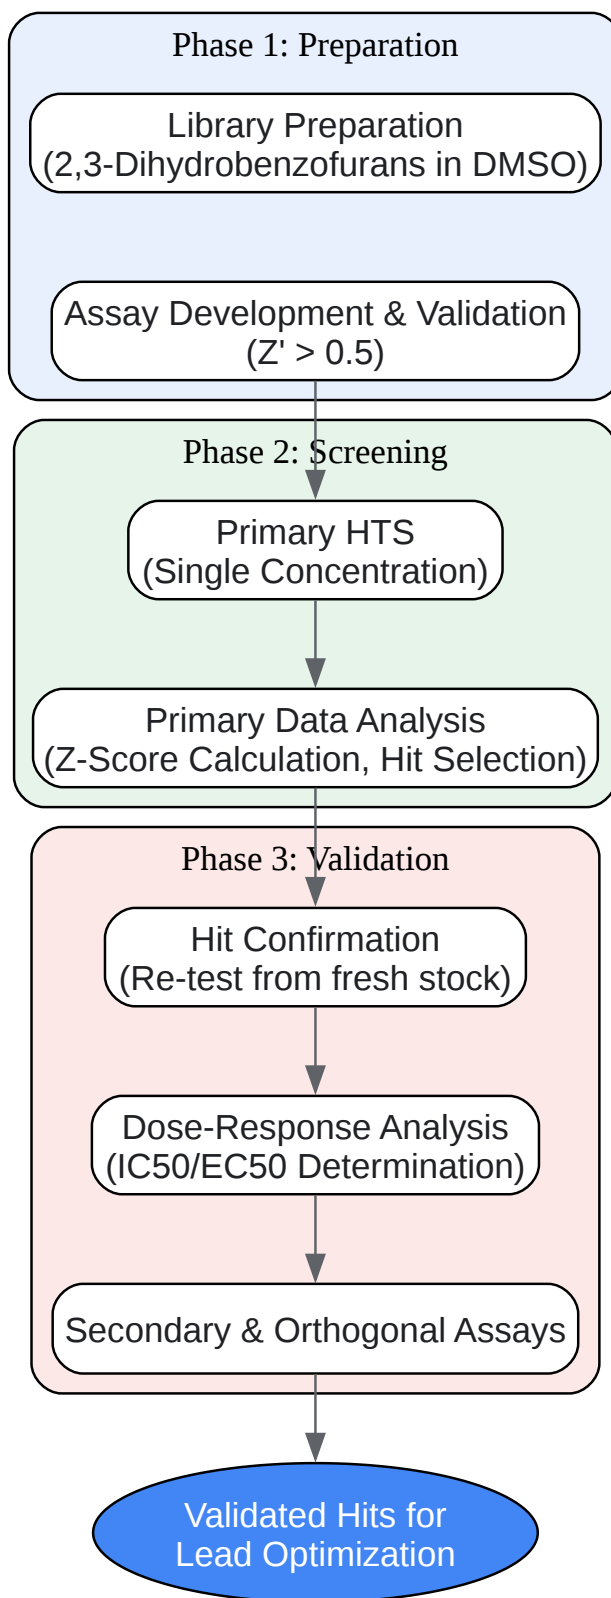 Phase 1: Preparation
Library Preparation
(2,3-Dihydrobenzofurans in DMSO)
Assay Development & Validation
(Z' > 0.5)
Phase 2: Screening
Primary HTS
(Single Concentration)
Primary Data Analysis
(Z-Score Calculation, Hit Selection)
Phase 3: Validation
Hit Confirmation
(Re-test from fresh stock)
Dose-Response Analysis
(IC50/EC50 Determination)
Secondary & Orthogonal Assays
Validated Hits for
Lead Optimization